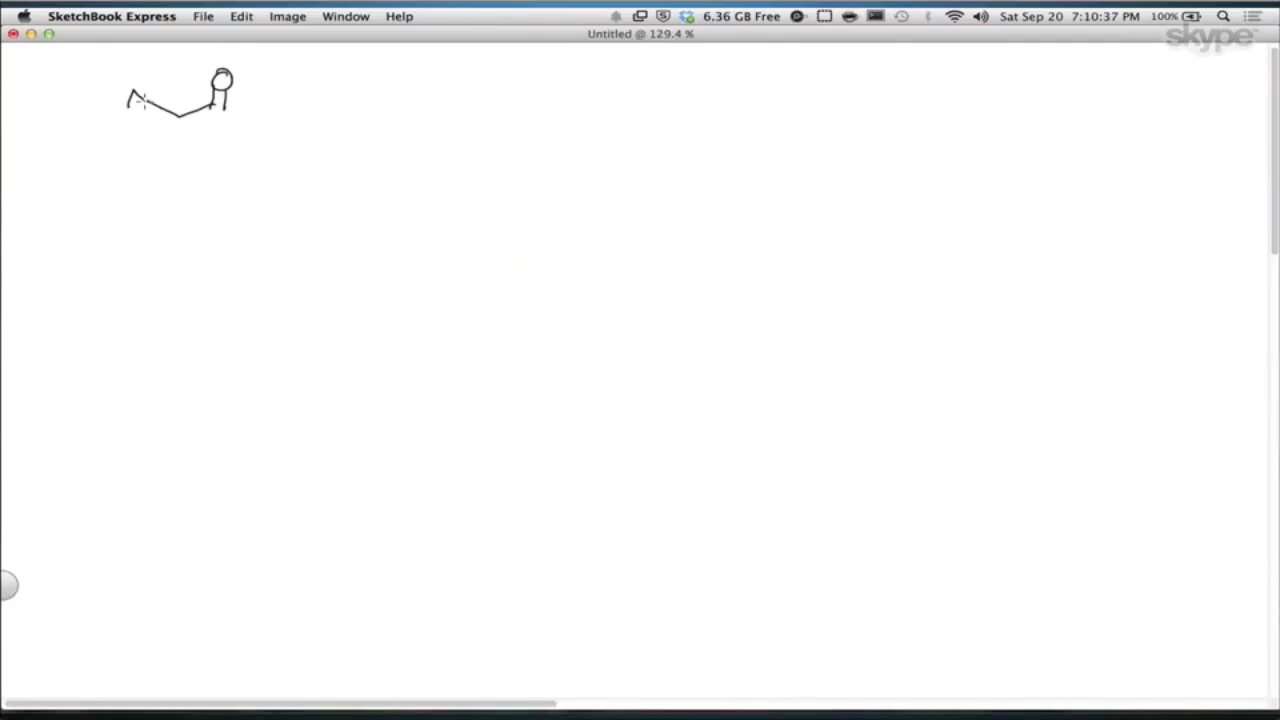 SketchBook Express File Edit Image Window Help 6.36 GB Free Sat Sep 20 7:10:37 PM 100%
Untitled @ 129.4 %
skype™
O